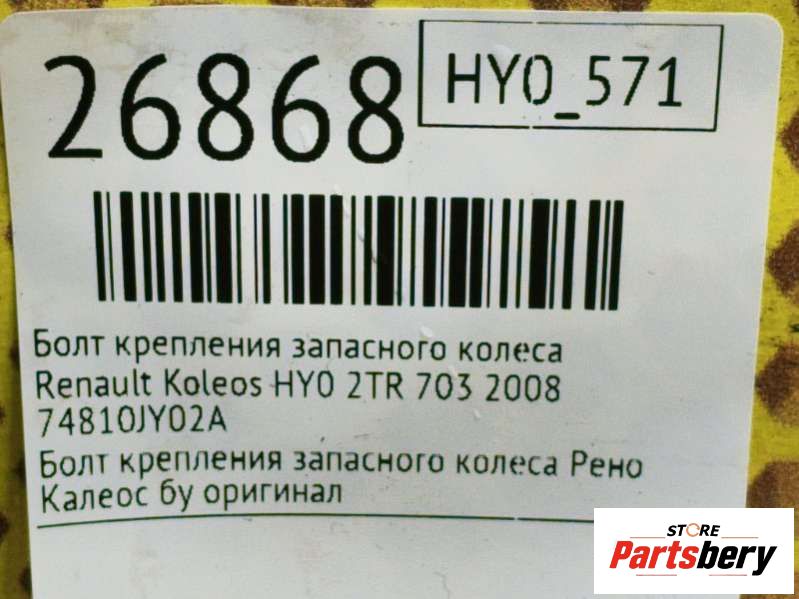 26868
HY0_571
Болт крепления запасного колеса
Renault Koleos HY0 2TR 703 2008
74810JY02A
Болт крепления запасного колеса Рено
Калеос бу оригинал
STORE
Partsbery